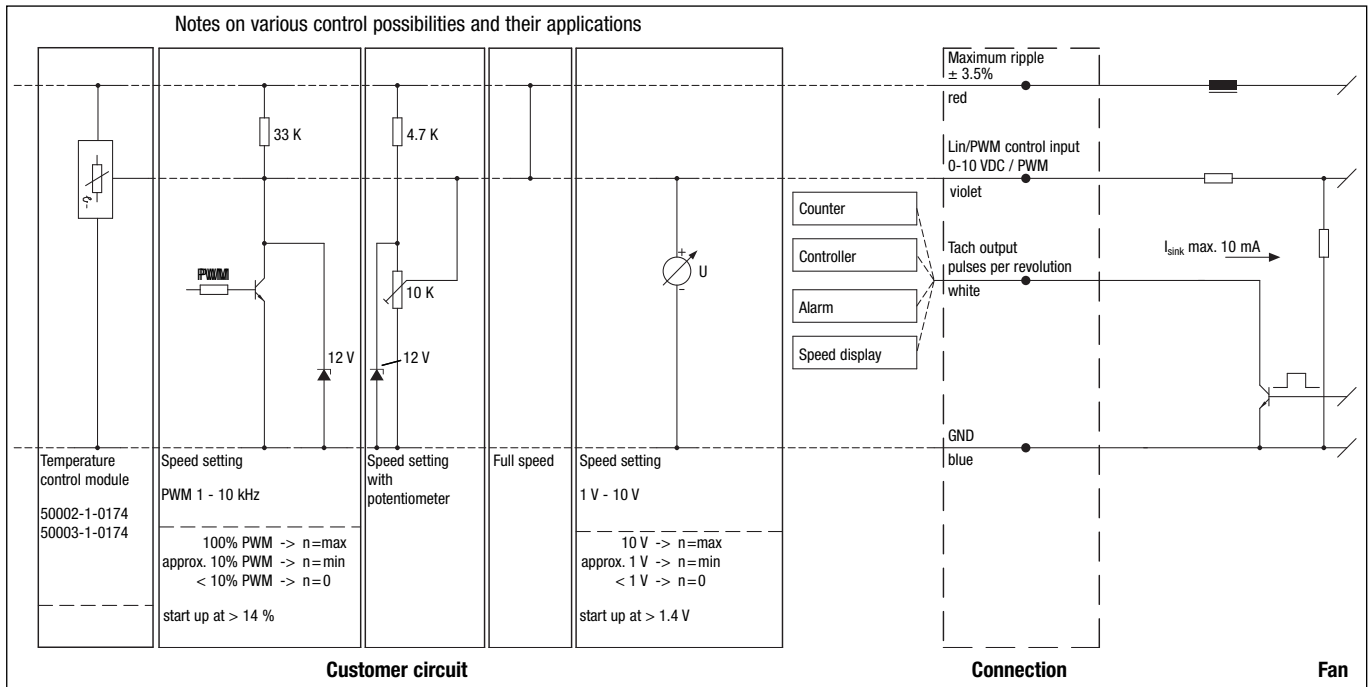 Notes on various control possibilities and their applications
33 K
4.7 K
PWM
12 V
12 V
10 K
+
U
-
Temperature
control module
50002-1-0174
50003-1-0174
Speed setting
PWM 1 - 10 kHz
100% PWM -> n=max
approx. 10% PWM -> n=min
< 10% PWM -> n=0
start up at > 14 %
Speed setting
with
potentiometer
Full speed
Speed setting
1 V - 10 V
10 V -> n=max
approx. 1 V -> n=min
< 1 V -> n=0
start up at > 1.4 V
Counter
Controller
Alarm
Speed display
Maximum ripple
± 3.5%
red
Lin/PWM control input
0-10 VDC / PWM
violet
Tach output
pulses per revolution
white
GND
blue
Isink max. 10 mA
Customer circuit
Connection
Fan